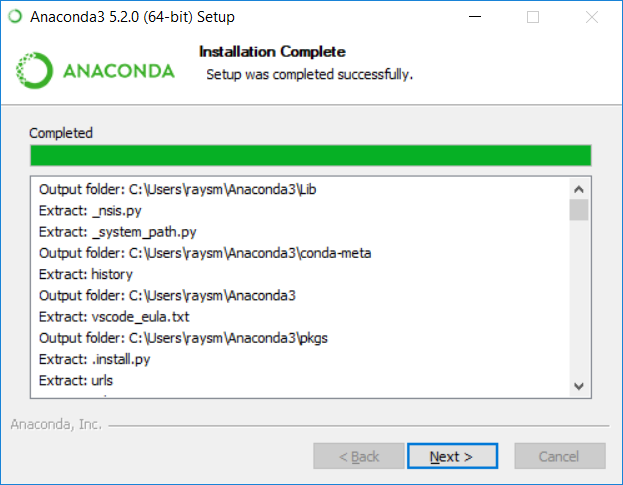 Anaconda3 5.2.0 (64-bit) Setup
ANACONDA
Installation Complete
Setup was completed successfully.
Completed
Output folder: C:\Users\raysm\Anaconda3\Lib
Extract: _nsis.py
Extract: _system_path.py
Output folder: C:\Users\raysm\Anaconda3\conda-meta
Extract: history
Output folder: C:\Users\raysm\Anaconda3
Extract: vscode_eula.txt
Output folder: C:\Users\raysm\Anaconda3\pkgs
Extract: .install.py
Extract: urls
Anaconda, Inc.
< Back Next > Cancel